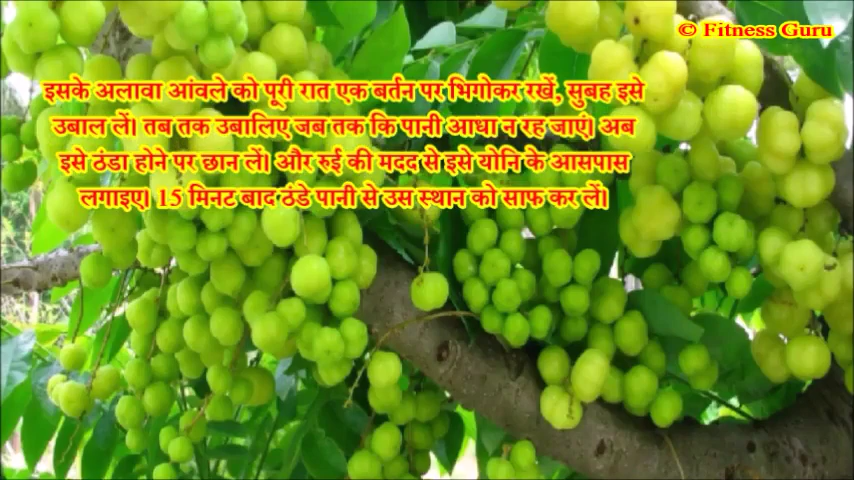 © Fitness Guru
इसके अलावा आंवले को पूरी रात एक बर्तन पर भिगोकर रखें, सुबह इसे
उबाल लें। तब तक उबालिए जब तक कि पानी आधा न रह जाएं। अब
इसे ठंडा होने पर छान लें। और रुई की मदद से इसे योनि के आसपास
लगाइए। 15 मिनट बाद ठंडे पानी से उस स्थान को साफ कर लें।